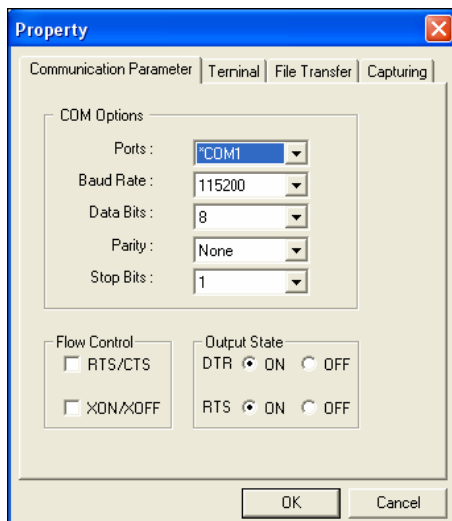 Property
Communication Parameter Terninal File Transfer Capturing
COM Options
Ports : *COM1
Baud Rate : 115200
Data Bits : 8
Parity : None
Stop Bits : 1
Flow Control Output State
RTS/CTS DTR ON OFF
XON/XOFF RTS ON OFF
OK Cancel